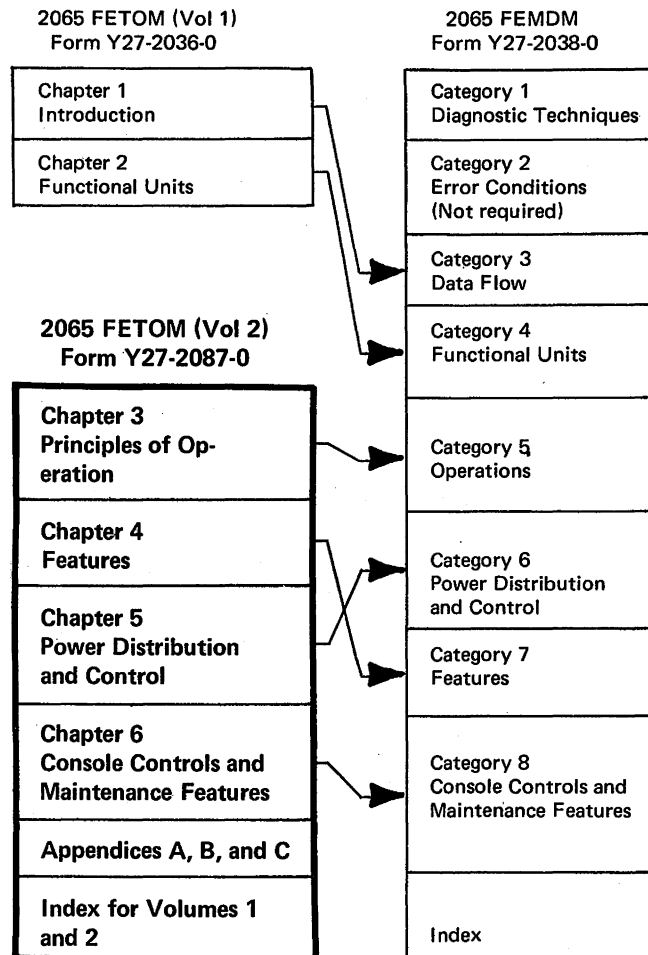 2065 FETOM (Vol 1)
Form Y27-2036-0
Chapter 1
Introduction
Chapter 2
Functional Units
2065 FETOM (Vol 2)
Form Y27-2087-0
Chapter 3
Principles of Op-
eration
Chapter 4
Features
Chapter 5
Power Distribution
and Control
Chapter 6
Console Controls and
Maintenance Features
Appendices A, B, and C
Index for Volumes 1
and 2
2065 FEMDM
Form Y27-2038-0
Category 1
Diagnostic Techniques
Category 2
Error Conditions
(Not required)
Category 3
Data Flow
Category 4
Functional Units
Category 5
Operations
Category 6
Power Distribution
and Control
Category 7
Features
Category 8
Console Controls and
Maintenance Features
Index